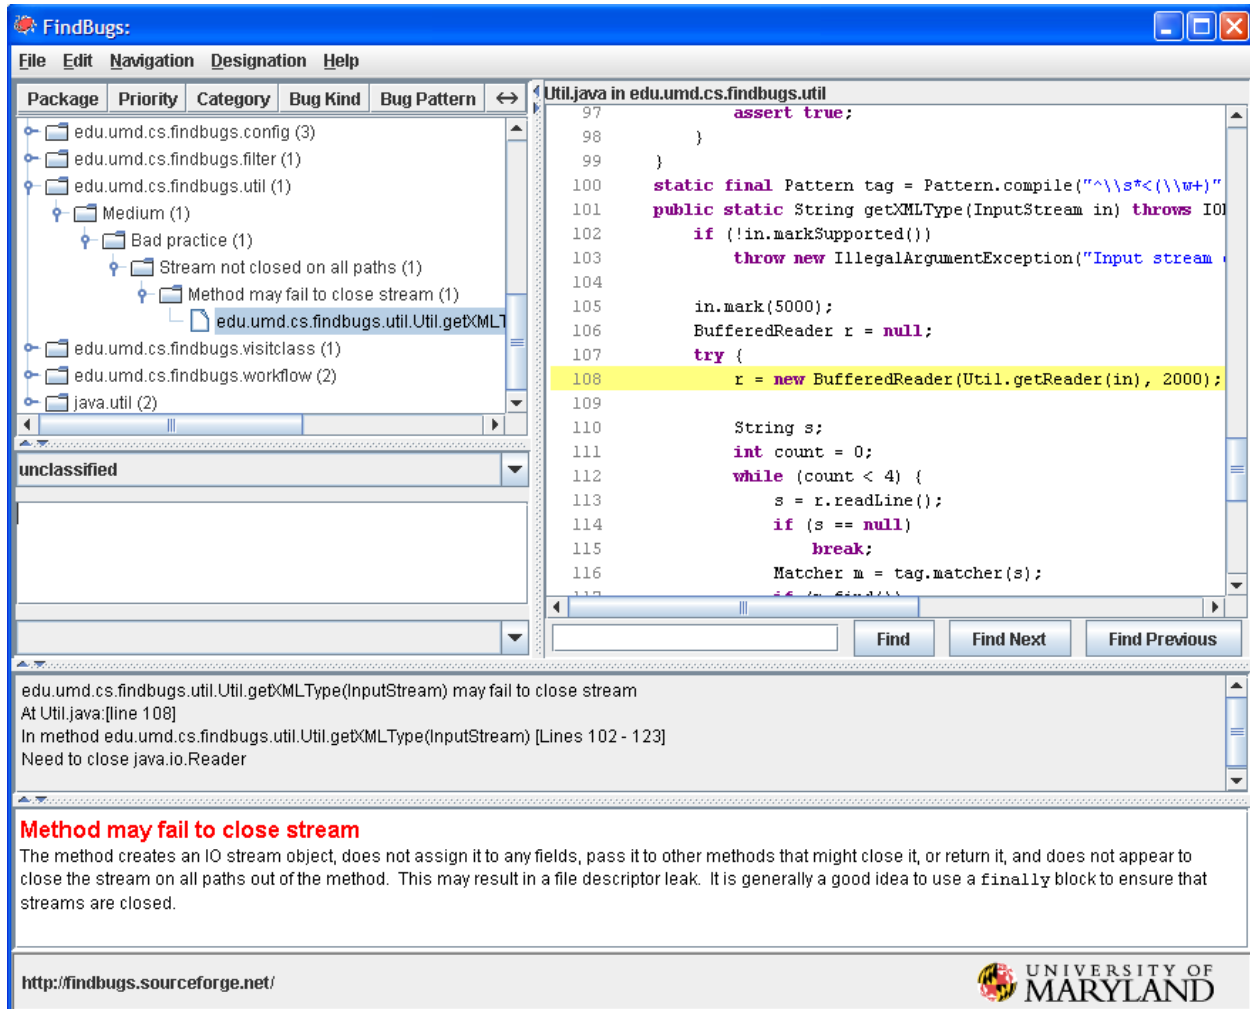 FindBugs:
File Edit Navigation Designation Help
Package Priority Category Bug Kind Bug Pattern
edu.umd.cs.findbugs.config (3)
edu.umd.cs.findbugs.filter (1)
edu.umd.cs.findbugs.util (1)
Medium (1)
Bad practice (1)
Stream not closed on all paths (1)
Method may fail to close stream (1)
edu.umd.cs.findbugs.util.Util.getXMLT
edu.umd.cs.findbugs.visitclass (1)
edu.umd.cs.findbugs.workflow (2)
java.util (2)
unclassified
Util.java in edu.umd.cs.findbugs.util
97 assert true;
98 }
99 }
100 static final Pattern tag = Pattern.compile("^\\s*<(\\w+)"
101 public static String getXMLType(InputStream in) throws IOE
102 if (!in.markSupported())
103 throw new IllegalArgumentException("Input stream
104
105 in.mark(5000);
106 BufferedReader r = null;
107 try {
108 r = new BufferedReader(Util.getReader(in), 2000);
109
110 String s;
111 int count = 0;
112 while (count < 4) {
113 s = r.readLine();
114 if (s == null)
115 break;
116 Matcher m = tag.matcher(s);
117 if (m.find())
Find Find Next Find Previous
edu.umd.cs.findbugs.util.Util.getXMLType(InputStream) may fail to close stream
At Util.java:[line 108]
In method edu.umd.cs.findbugs.util.Util.getXMLType(InputStream) [Lines 102 - 123]
Need to close java.io.Reader
Method may fail to close stream
The method creates an IO stream object, does not assign it to any fields, pass it to other methods that might close it, or return it, and does not appear to
close the stream on all paths out of the method. This may result in a file descriptor leak. It is generally a good idea to use a finally block to ensure that
streams are closed.
http://findbugs.sourceforge.net/
UNIVERSITY OF
MARYLAND